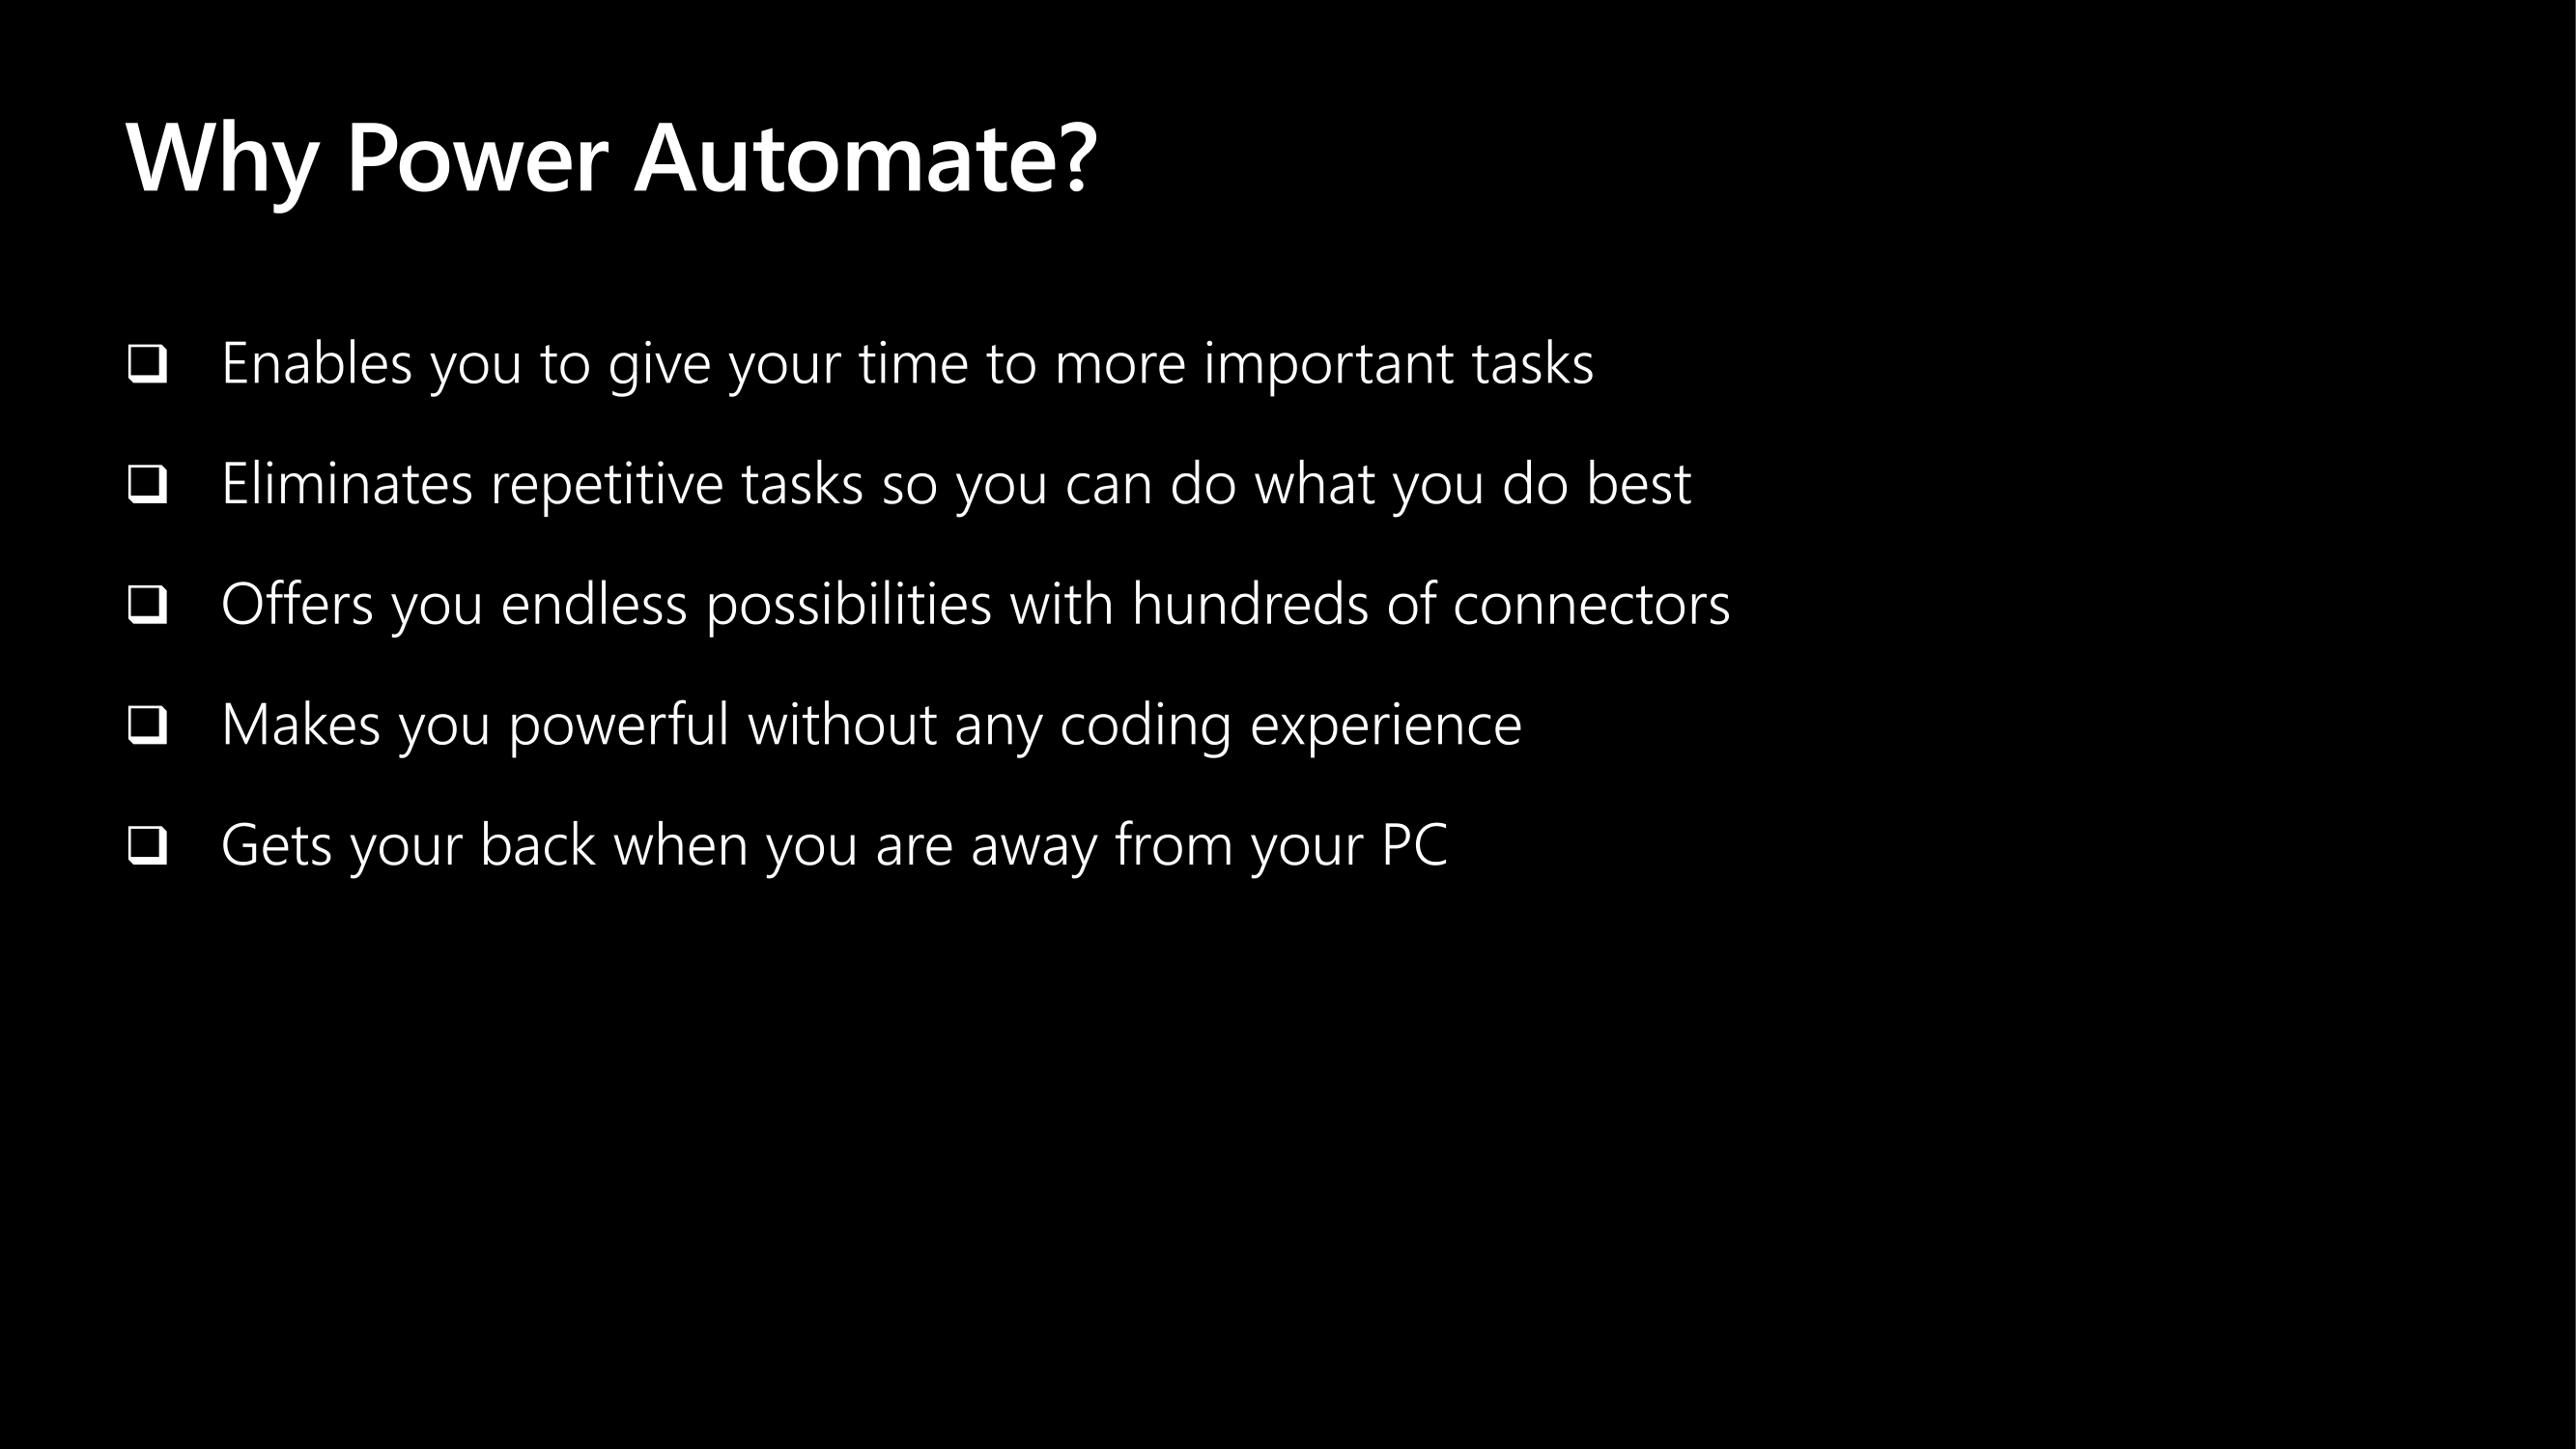 Why Power Automate?
❑ Enables you to give your time to more important tasks
❑ Eliminates repetitive tasks so you can do what you do best
❑ Offers you endless possibilities with hundreds of connectors
❑ Makes you powerful without any coding experience
❑ Gets your back when you are away from your PC